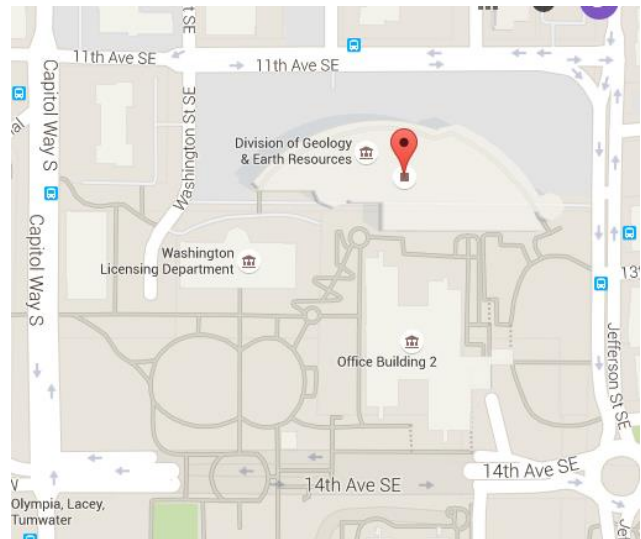 t SE
11th Ave SE
11th Ave SE
Capitol Way S
Washington St SE
Division of Geology
& Earth Resources
Washington
Licensing Department
Capitol Way S
13
Office Building 2
Jefferson St SE
14th Ave SE
14th Ave SE
Olympia, Lacey,
Tumwater